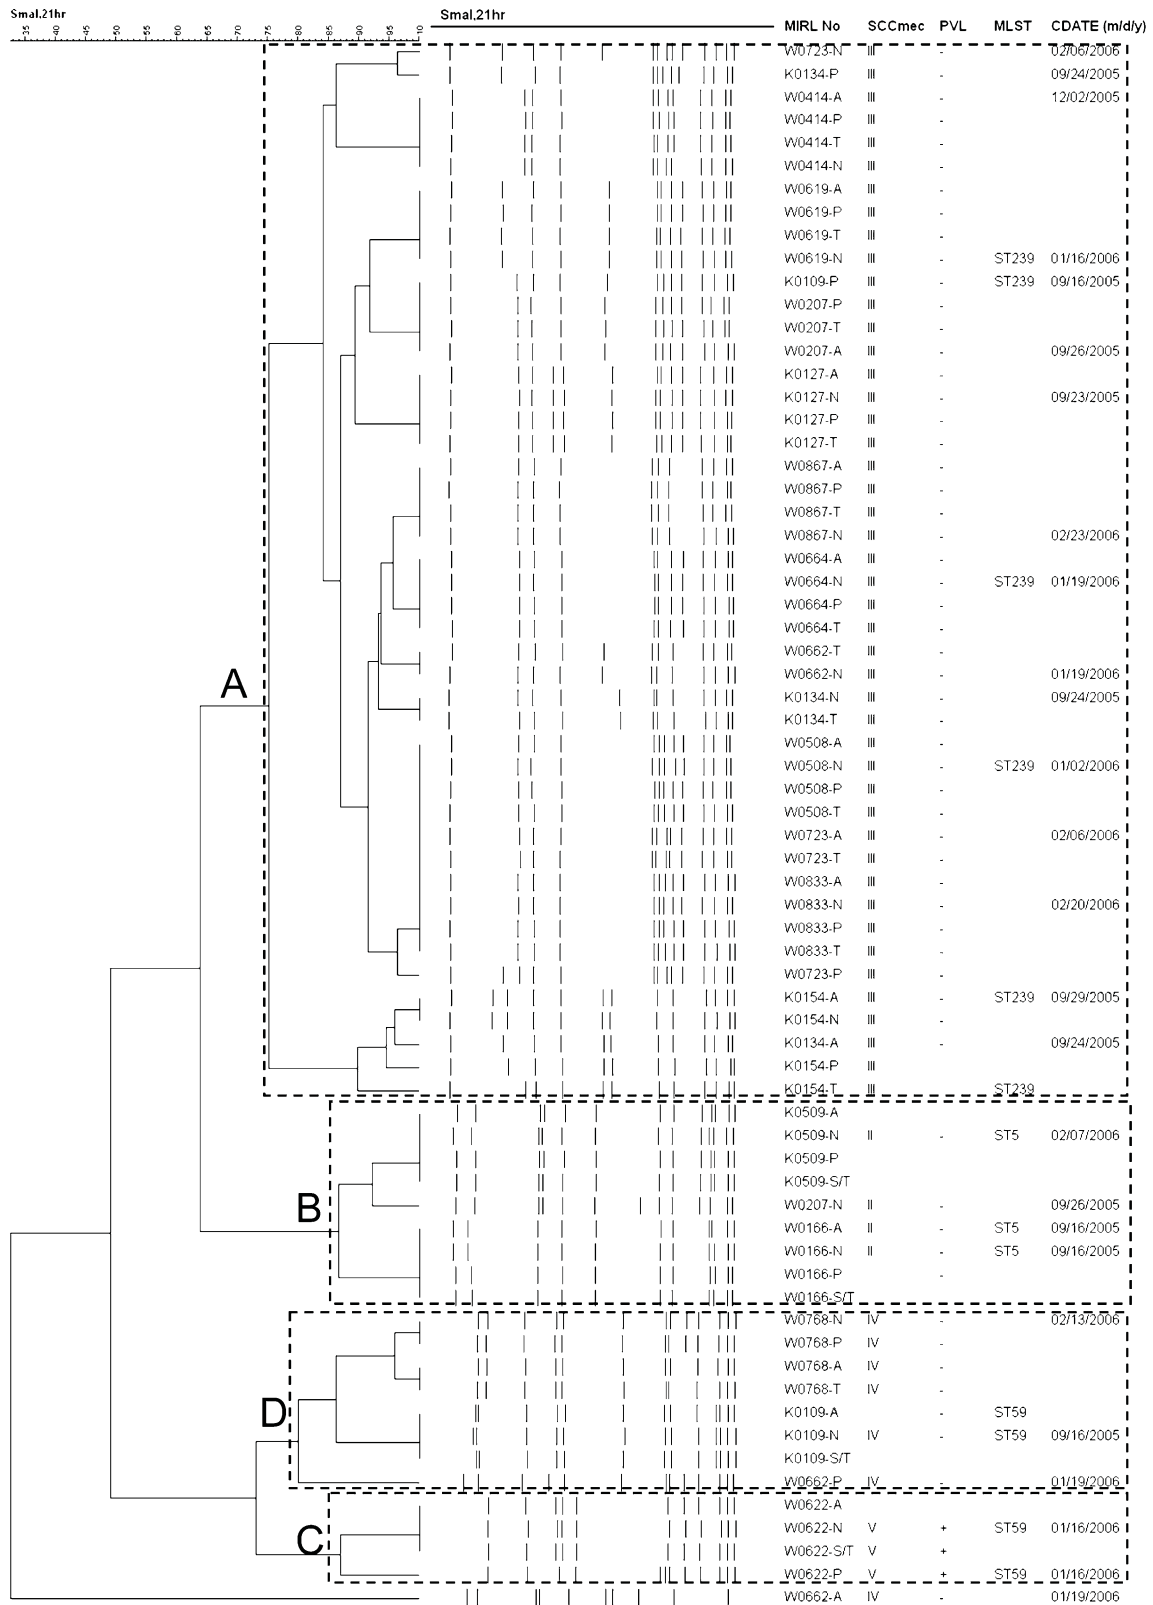 SmaI,21hr SmaI,21hr
35 40 45 50 55 60 65 70 75 80 85 90 95 10 MIRL No SCCmec PVL MLST CDATE (m/d/y)
W0723-N III - 02/06/2006
K0134-P III - 09/24/2005
W0414-A III - 12/02/2005
W0414-P III -
W0414-T III -
W0414-N III -
W0619-A III -
W0619-P III -
W0619-T III -
W0619-N III - ST239 01/16/2006
K0109-P III - ST239 09/16/2005
W0207-P III -
W0207-T III -
W0207-A III - 09/26/2005
K0127-A III -
K0127-N III - 09/23/2005
K0127-P III -
K0127-T III -
W0867-A III -
W0867-P III -
W0867-T III -
W0867-N III - 02/23/2006
W0664-A III -
W0664-N III - ST239 01/19/2006
W0664-P III -
W0664-T III -
W0662-T III -
W0662-N III - 01/19/2006
A K0134-N III - 09/24/2005
K0134-T III -
W0508-A III -
W0508-N III - ST239 01/02/2006
W0508-P III -
W0508-T III -
W0723-A III - 02/06/2006
W0723-T III -
W0833-A III -
W0833-N III - 02/20/2006
W0833-P III -
W0833-T III -
W0723-P III -
K0154-A III - ST239 09/29/2005
K0154-N III -
K0134-A III - 09/24/2005
K0154-P III
K0154-T III ST239
K0509-A
K0509-N II - ST5 02/07/2006
K0509-P
K0509-S/T
B W0207-N II - 09/26/2005
W0166-A II - ST5 09/16/2005
W0166-N II - ST5 09/16/2005
W0166-P -
W0166-S/T
W0768-N IV - 02/13/2006
W0768-P IV -
W0768-A IV -
W0768-T IV -
D K0109-A - ST59
K0109-N IV - ST59 09/16/2005
K0109-S/T
W0662-P IV - 01/19/2006
W0622-A
W0622-N V + ST59 01/16/2006
C W0622-S/T V +
W0622-P V + ST59 01/16/2006
W0662-A IV - 01/19/2006